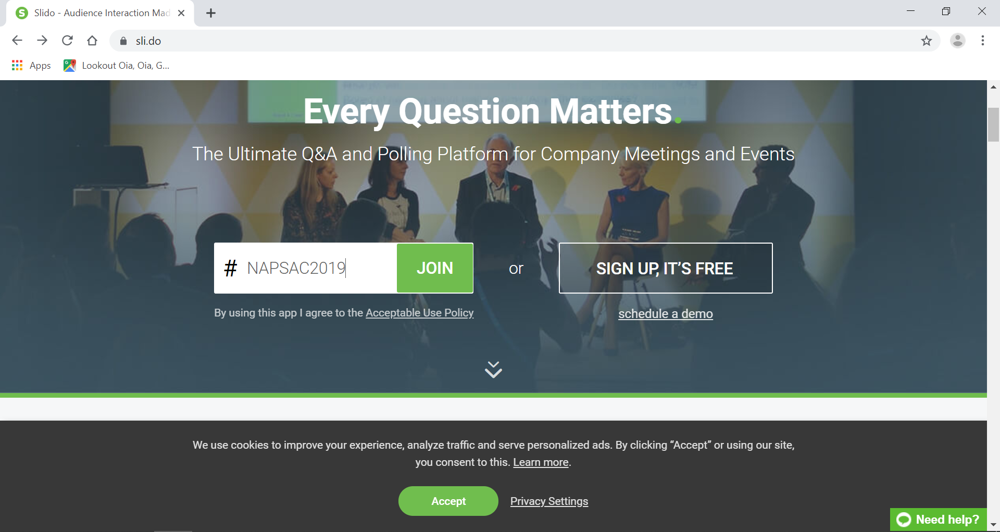 Slido - Audience Interaction Mad
sli.do
Apps
Lookout Oia, Oia, G...
Every Question Matters.
The Ultimate Q&A and Polling Platform for Company Meetings and Events
# NAPSAC2019
JOIN
or
SIGN UP, IT'S FREE
By using this app I agree to the Acceptable Use Policy
schedule a demo
We use cookies to improve your experience, analyze traffic and serve personalized ads. By clicking “Accept” or using our site,
you consent to this. Learn more.
Accept
Privacy Settings
Need help?